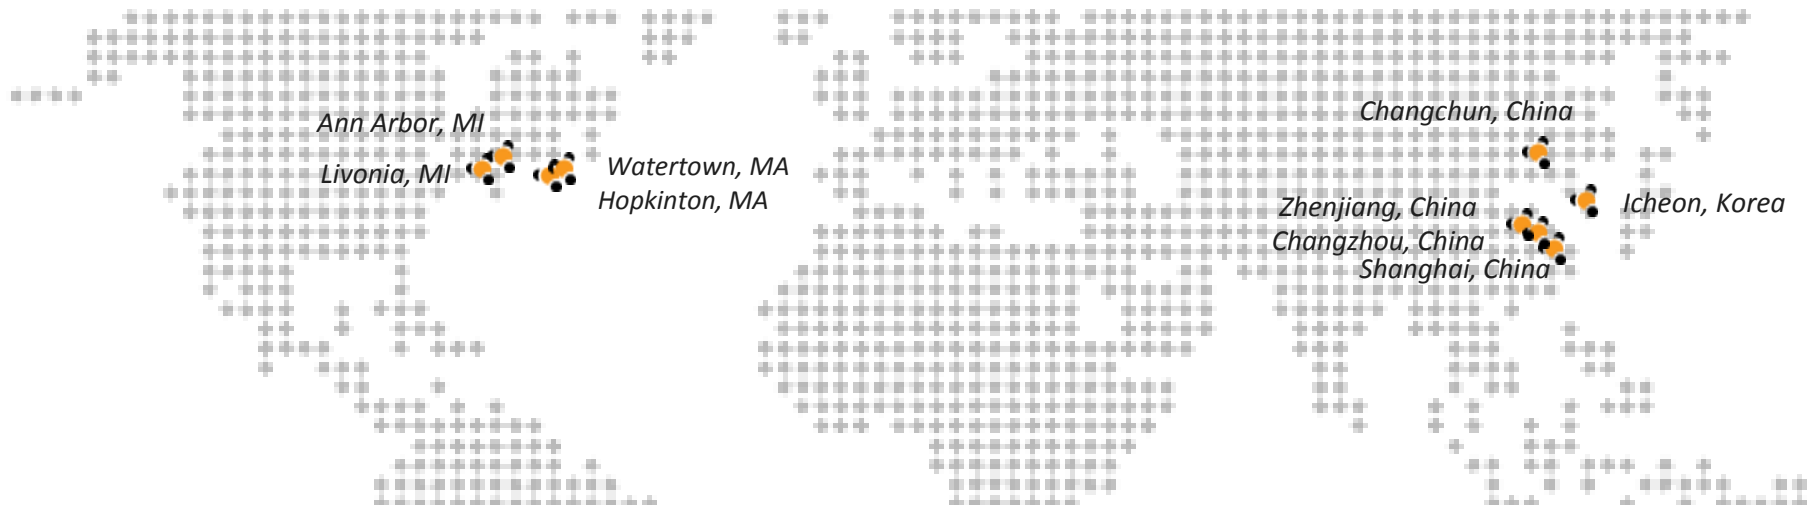 Ann Arbor, MI
Livonia, MI
Watertown, MA
Hopkinton, MA
Changchun, China
Zhenjiang, China
Icheon, Korea
Changzhou, China
Shanghai, China